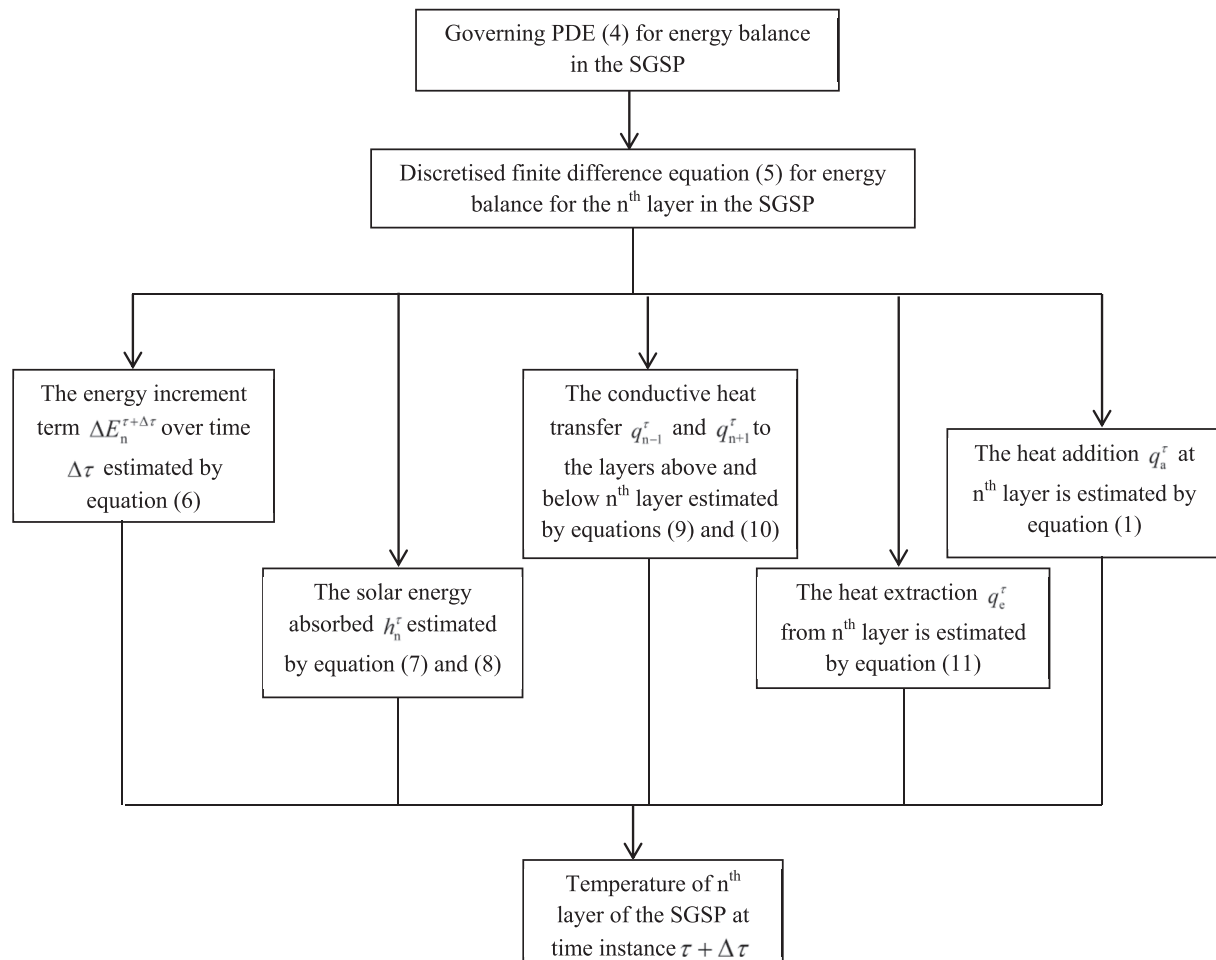 Governing PDE (4) for energy balance
in the SGSP
Discretised finite difference equation (5) for energy
balance for the nᵗʰ layer in the SGSP
The energy increment
term ΔEₙ^{τ+Δτ} over time
Δτ estimated by
equation (6)
The solar energy
absorbed hₙ^τ estimated
by equation (7) and (8)
The conductive heat
transfer q_{n−1}^τ and q_{n+1}^τ to
the layers above and
below nᵗʰ layer estimated
by equations (9) and (10)
The heat extraction q_e^τ
from nᵗʰ layer is estimated
by equation (11)
The heat addition q_a^τ at
nᵗʰ layer is estimated by
equation (1)
Temperature of nᵗʰ
layer of the SGSP at
time instance τ + Δτ